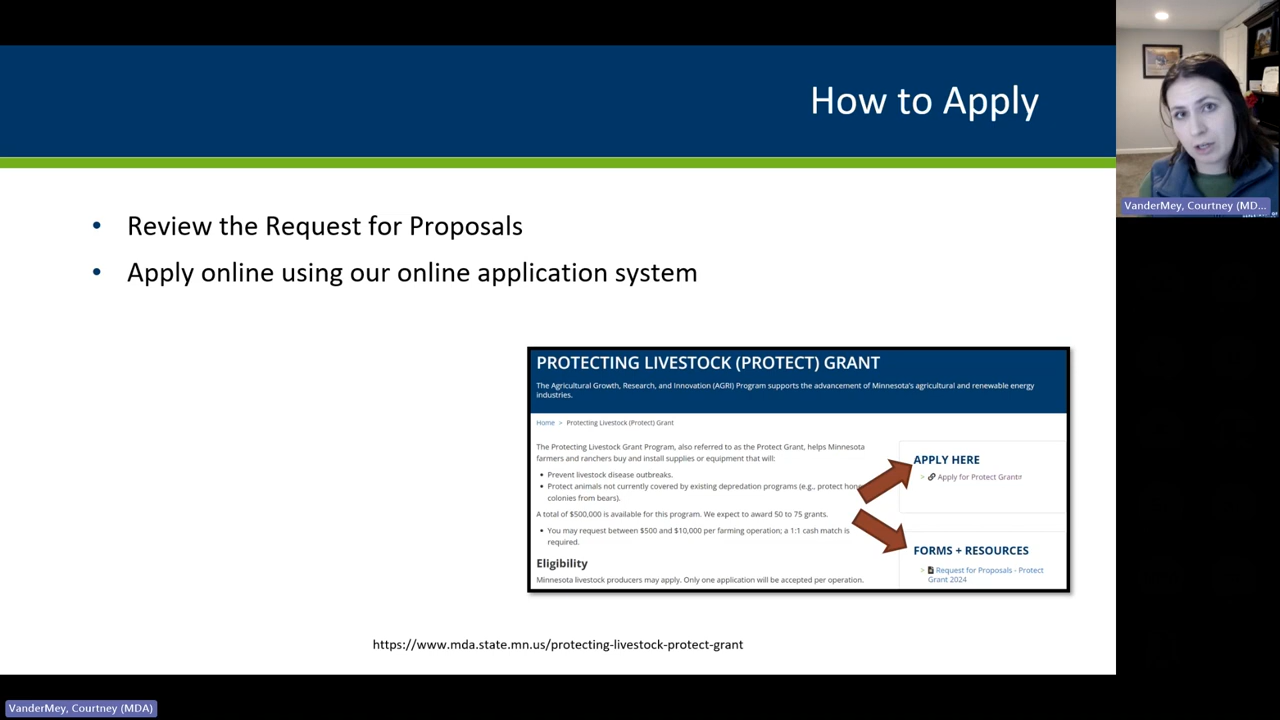 How to Apply
• Review the Request for Proposals
• Apply online using our online application system
PROTECTING LIVESTOCK (PROTECT) GRANT
The Agricultural Growth, Research, and Innovation (AGRI) Program supports the advancement of Minnesota's agricultural and renewable energy
industries.
Home > Protecting Livestock (Protect) Grant
The Protecting Livestock Grant Program, also referred to as the Protect Grant, helps Minnesota
farmers and ranchers buy and install supplies or equipment that will:
• Prevent livestock disease outbreaks.
• Protect animals not currently covered by existing depredation programs (e.g., protect hon
colonies from bears).
A total of $500,000 is available for this program. We expect to award 50 to 75 grants.
• You may request between $500 and $10,000 per farming operation; a 1:1 cash match is
required.
Eligibility
Minnesota livestock producers may apply. Only one application will be accepted per operation.
APPLY HERE
> Apply for Protect Grant
FORMS + RESOURCES
> Request for Proposals - Protect
Grant 2024
https://www.mda.state.mn.us/protecting-livestock-protect-grant
VanderMey, Courtney (MD...
VanderMey, Courtney (MDA)